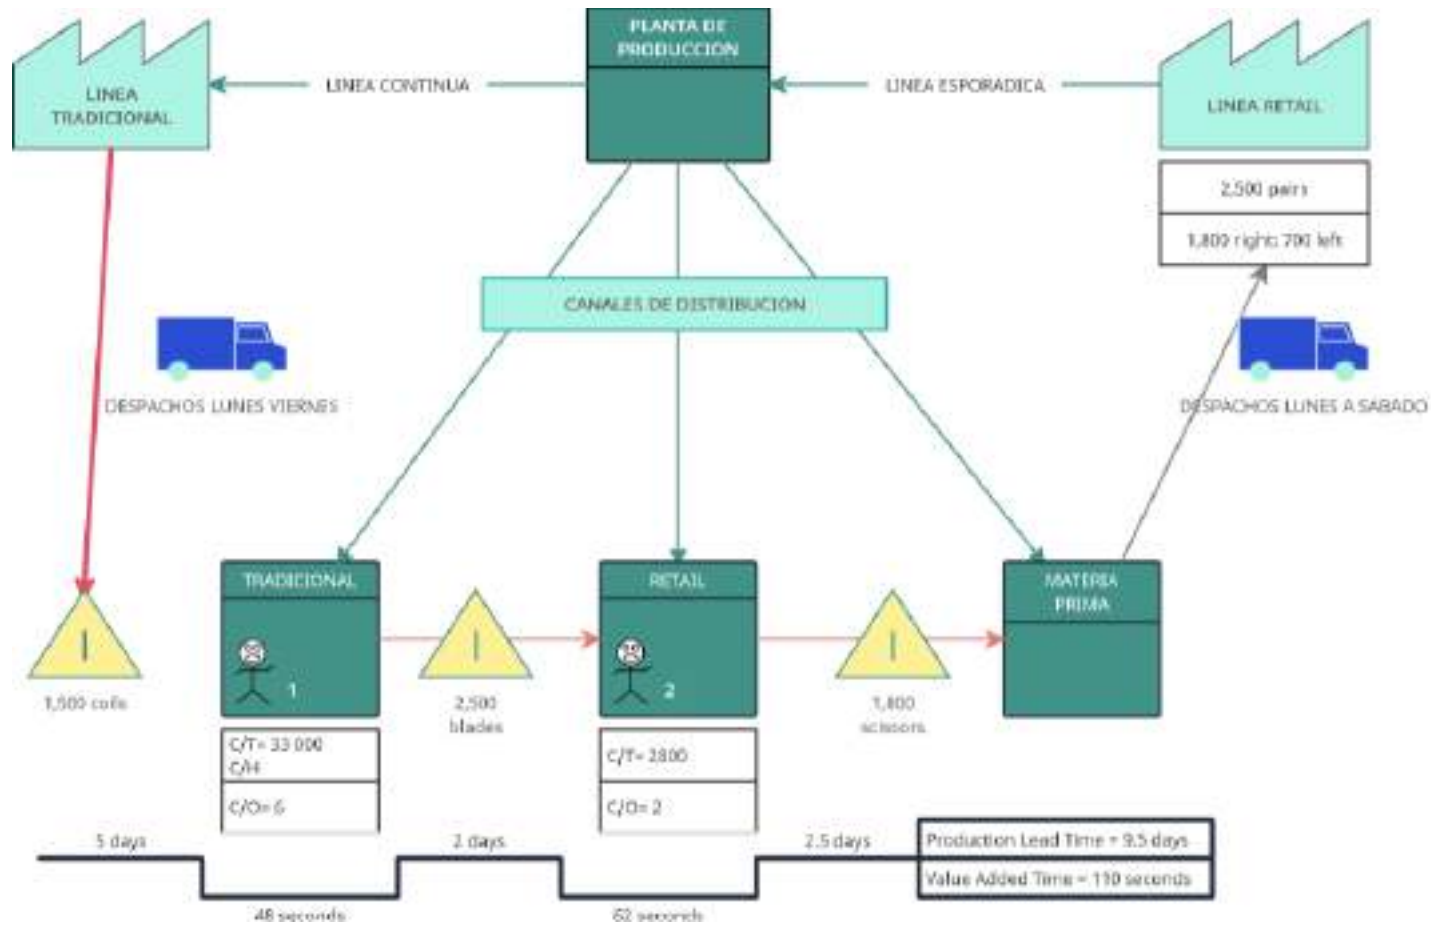 PLANTA DE
PRODUCCION
LINEA
TRADICIONAL
LINEA CONTINUA
LINEA ESPORADICA
LINEA RETAIL
2,500 pairs
1,800 right; 700 left
CANALES DE DISTRIBUCION
DESPACHOS LUNES VIERNES
DESPACHOS LUNES A SABADO
TRADICIONAL
1
RETAIL
2
MATERIA
PRIMA
I
I
I
1,500 coils
2,500
blades
1,800
scissors
C/T= 33 000
C/H
C/O= 6
C/T= 2800
C/O= 2
5 days
48 seconds
2 days
62 seconds
2.5 days
Production Lead Time = 9.5 days
Value Added Time = 110 seconds